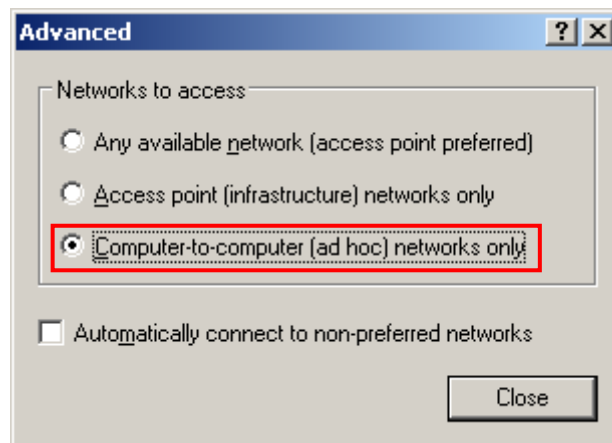 Advanced
Networks to access
Any available network (access point preferred)
Access point (infrastructure) networks only
Computer-to-computer (ad hoc) networks only
Automatically connect to non-preferred networks
Close